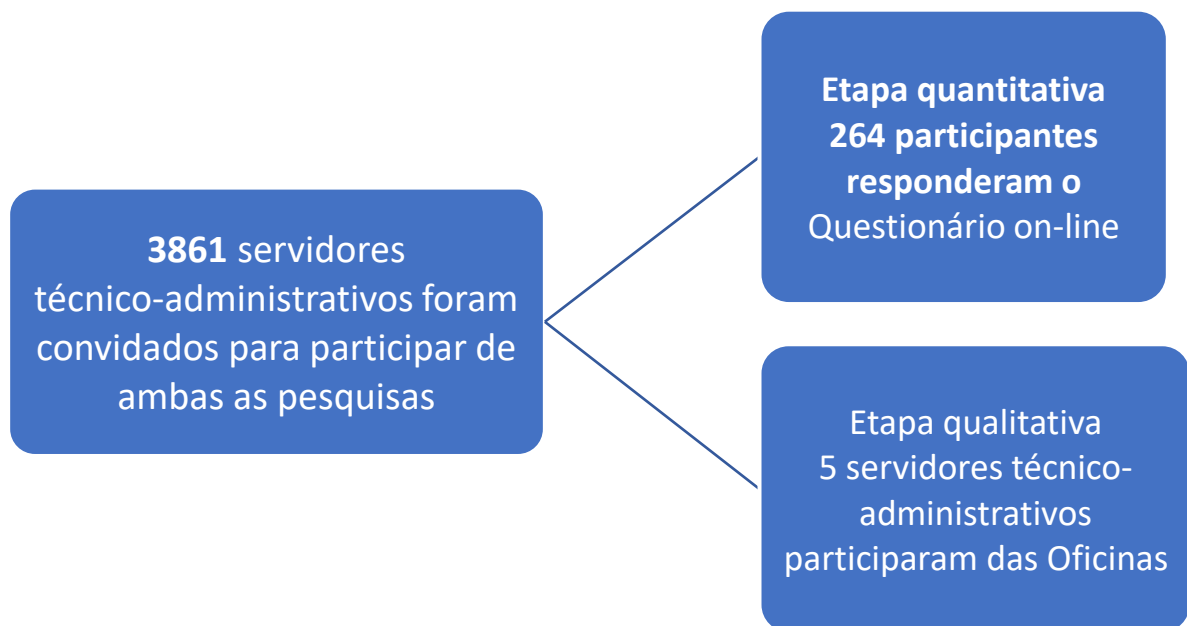 3861 servidores
técnico-administrativos foram
convidados para participar de
ambas as pesquisas
Etapa quantitativa
264 participantes
responderam o
Questionário on-line
Etapa qualitativa
5 servidores técnico-
administrativos
participaram das Oficinas